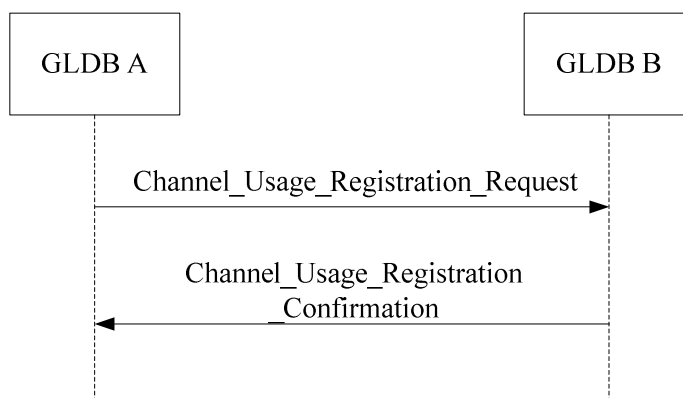 GLDB A
GLDB B
Channel_Usage_Registration_Request
Channel_Usage_Registration
_Confirmation